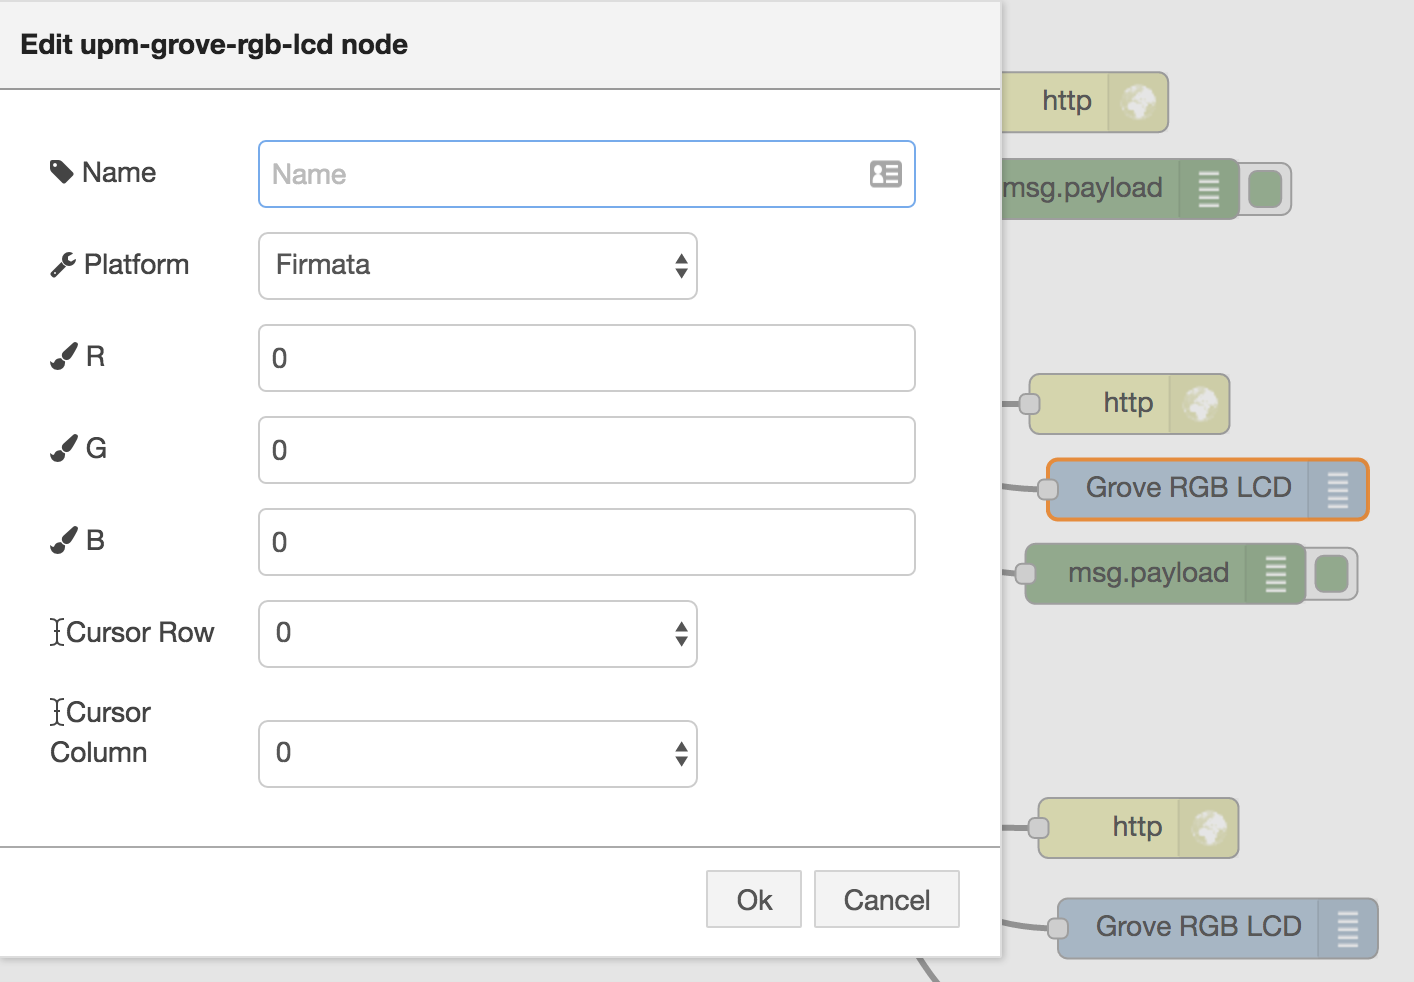 Edit upm-grove-rgb-lcd node
Name
Name
Platform
Firmata
R
0
G
0
B
0
Cursor Row
0
Cursor
Column
0
Ok
Cancel
http
msg.payload
http
Grove RGB LCD
msg.payload
http
Grove RGB LCD